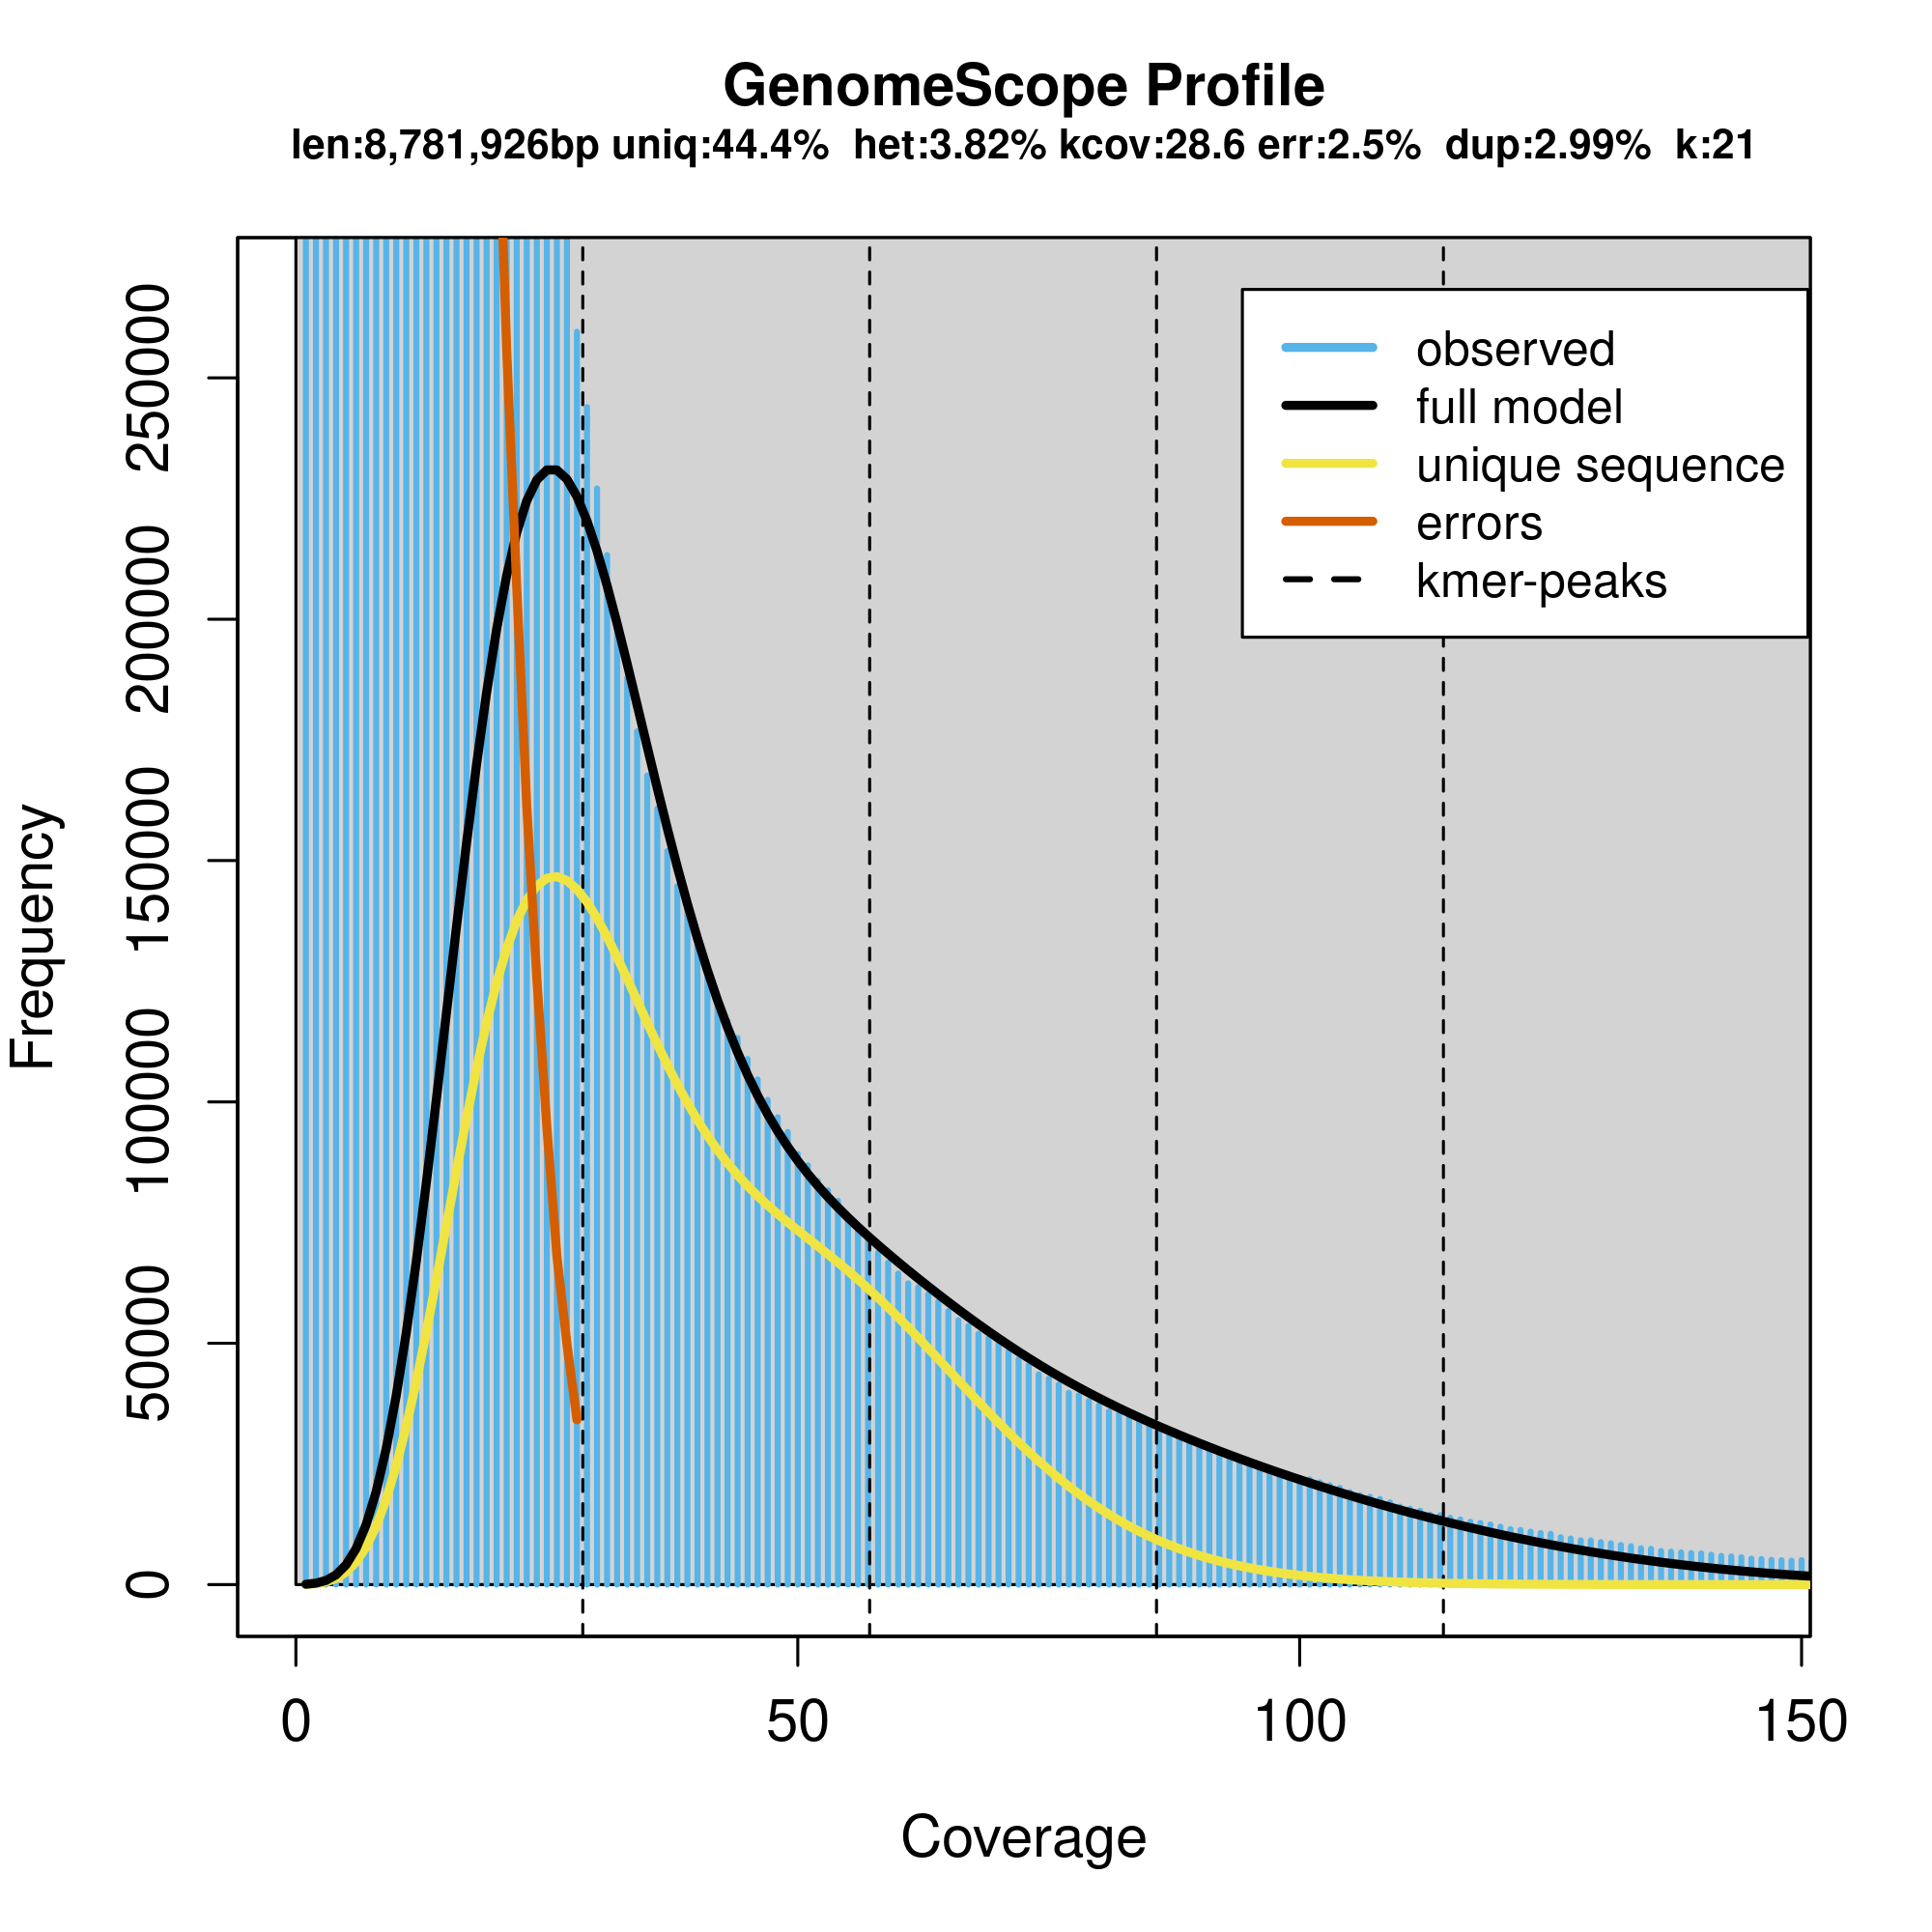 GenomeScope Profile
len:8,781,926bp uniq:44.4% het:3.82% kcov:28.6 err:2.5% dup:2.99% k:21
observed
full model
unique sequence
errors
kmer-peaks
Frequency
250000
200000
150000
100000
50000
0
0 50 100 150
Coverage